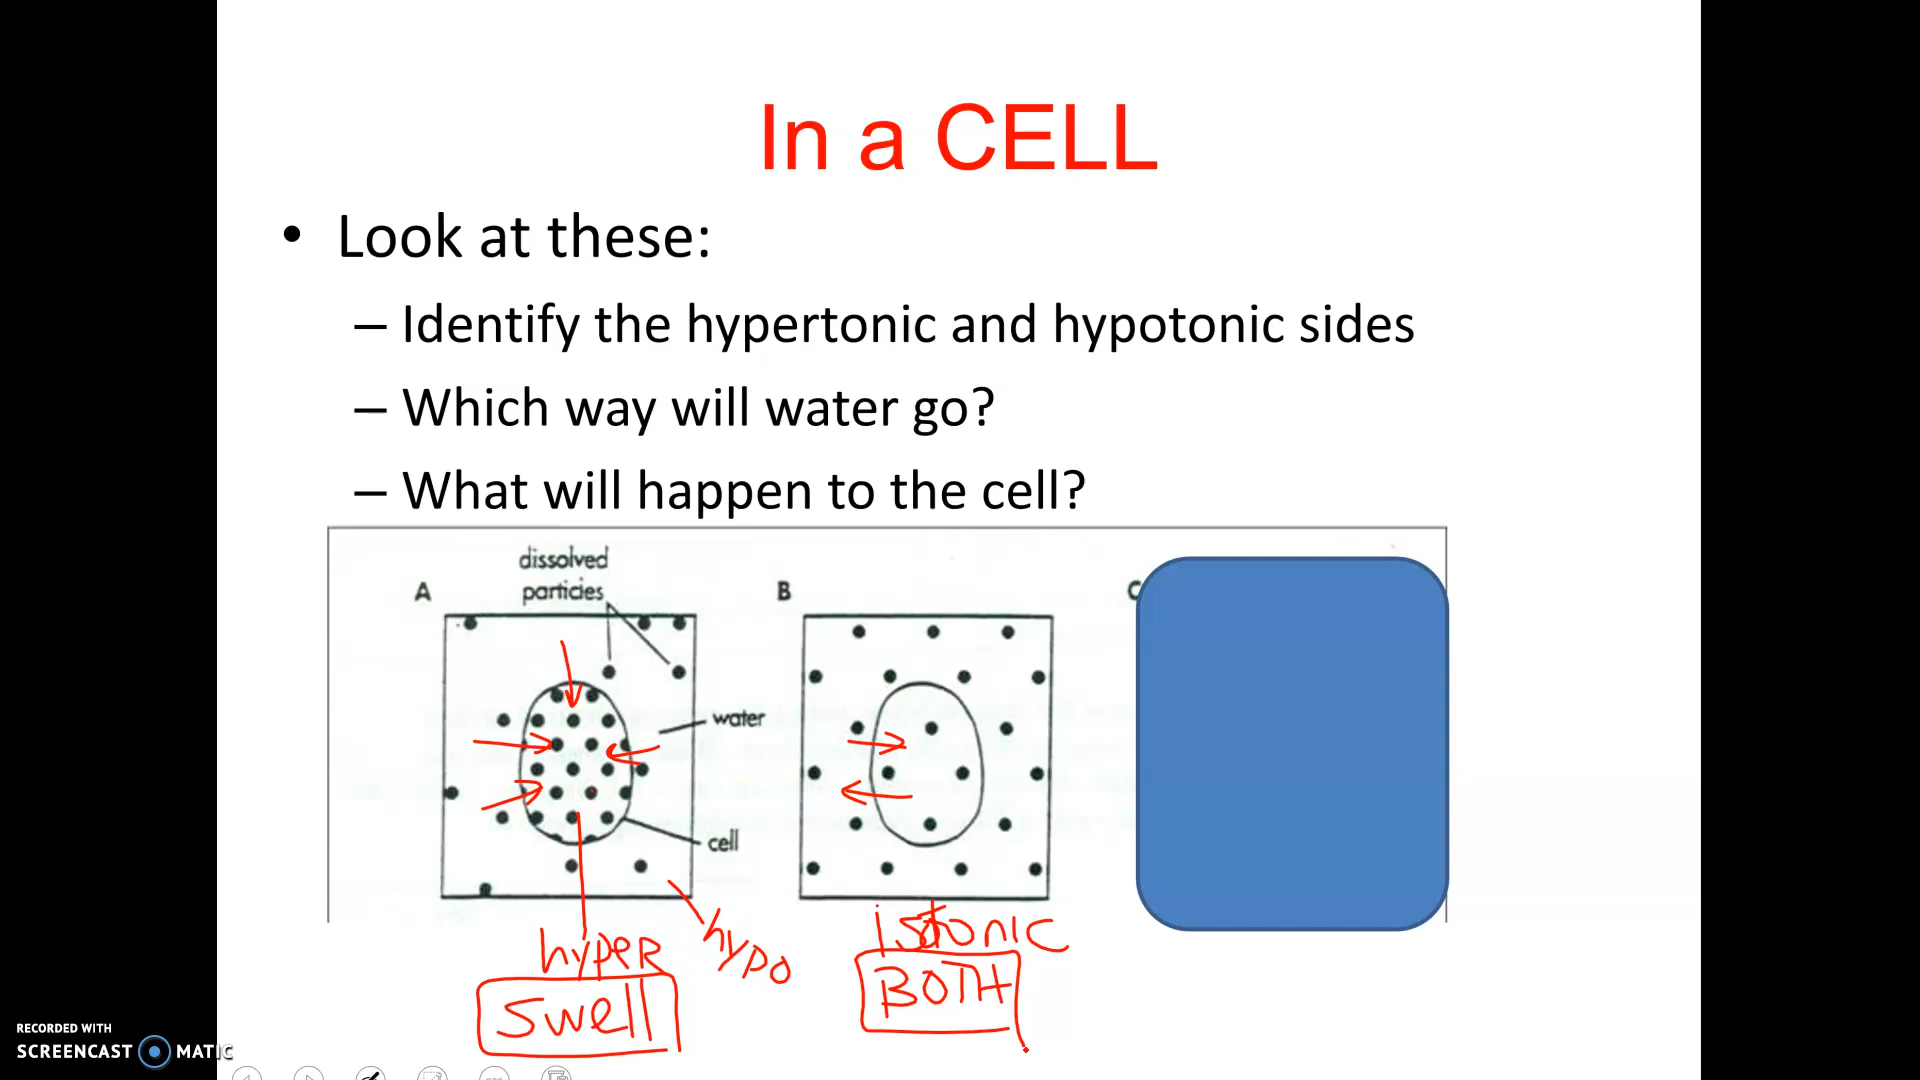 In a CELL
• Look at these:
– Identify the hypertonic and hypotonic sides
– Which way will water go?
– What will happen to the cell?
dissolved
particles
A
B
C
water
cell
hyper
hypo
swell
isotonic
BOTH
RECORDED WITH
SCREENCAST MATIC